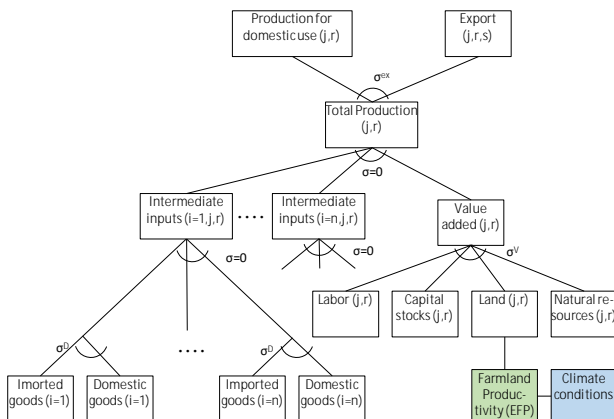 Production for
domestic use (j,r)
Export
(j,r,s)
σex
Total Production
(j,r)
σ=0
Intermediate
inputs (i=1,j,r)
....
Intermediate
inputs (i=n,j,r)
Value
added (j,r)
σ=0
σ=0
σV
Labor (j,r)
Capital
stocks (j,r)
Land (j,r)
Natural re-
sources (j,r)
σD
....
σD
Imorted
goods (i=1)
Domestic
goods (i=1)
Imported
goods (i=n)
Domestic
goods (i=n)
Farmland
Produc-
tivity (EFP)
Climate
conditions